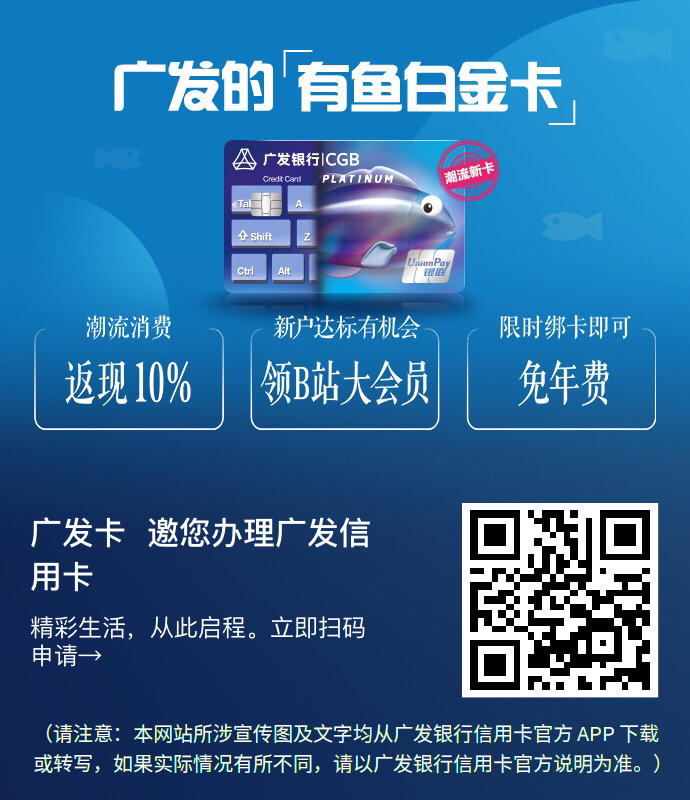 广发的「有鱼白金卡」
广发银行|CGB
Credit Card
PLATINUM
潮流新卡
Tab
A
Shift
Z
Ctrl
Alt
UnionPay
银联
潮流消费
返现10%
新户达标有机会
领B站大会员
限时绑卡即可
免年费
广发卡 邀您办理广发信
用卡
精彩生活，从此启程。立即扫码
申请→
（请注意：本网站所涉宣传图及文字均从广发银行信用卡官方 APP 下载
或转写，如果实际情况有所不同，请以广发银行信用卡官方说明为准。）